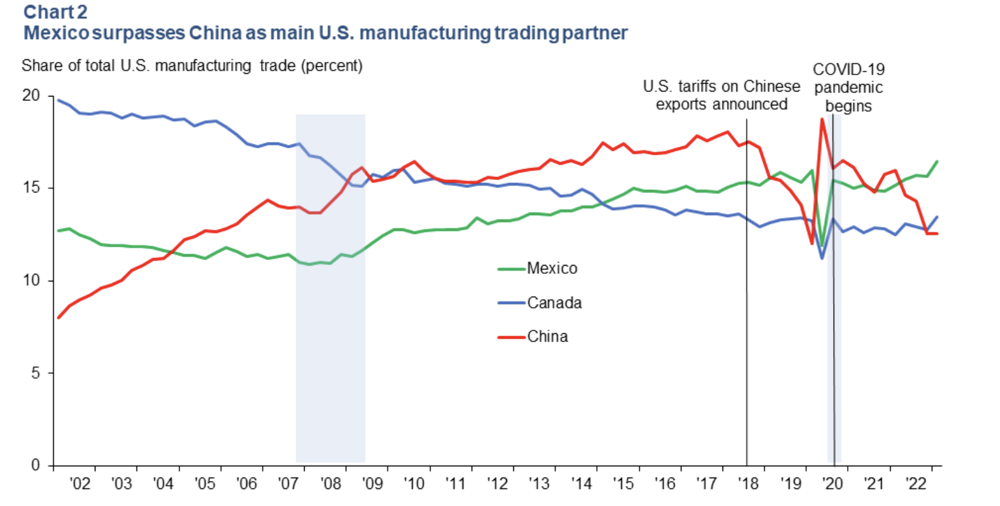 Chart 2
Mexico surpasses China as main U.S. manufacturing trading partner
Share of total U.S. manufacturing trade (percent)
COVID-19
pandemic
begins
U.S. tariffs on Chinese
exports announced
20
15
10
5
0
Mexico
Canada
China
'02 '03 '04 '05 '06 '07 '08 '09 '10 '11 '12 '13 '14 '15 '16 '17 '18 '19 '20 '21 '22